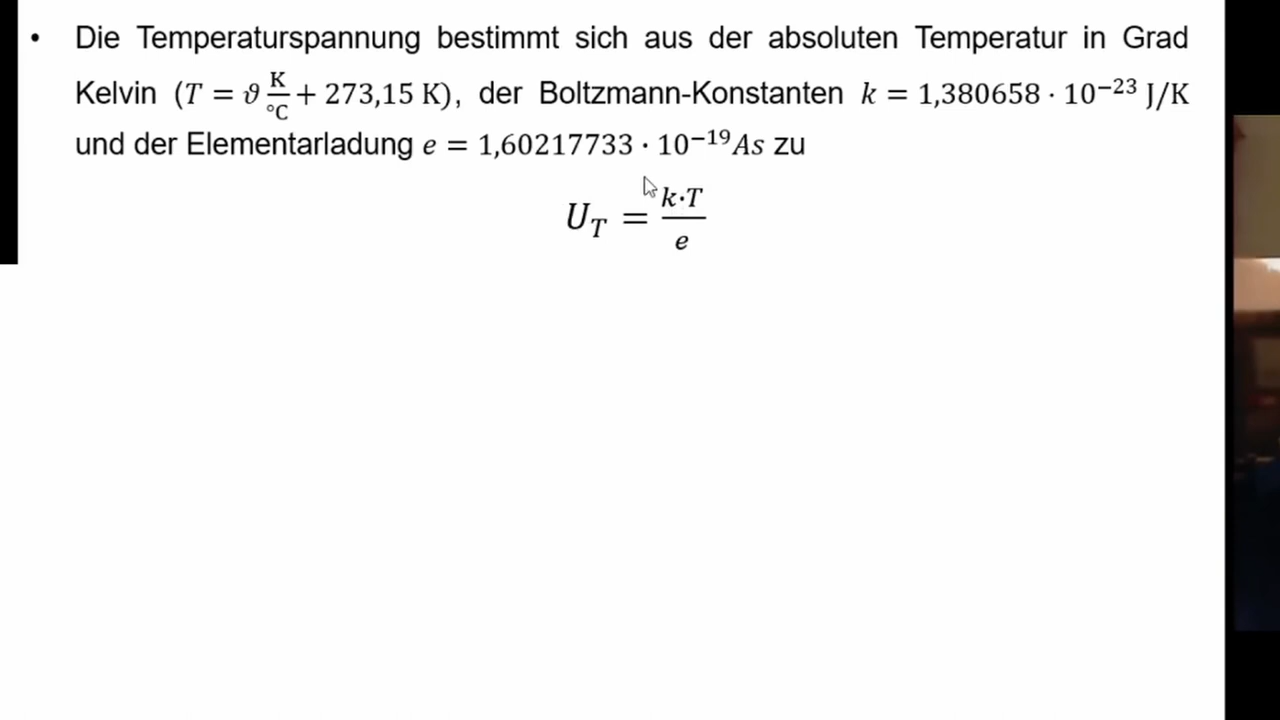 • Die Temperaturspannung bestimmt sich aus der absoluten Temperatur in Grad
Kelvin (T = ϑ K/°C + 273,15 K), der Boltzmann-Konstanten k = 1,380658 · 10⁻²³ J/K
und der Elementarladung e = 1,60217733 · 10⁻¹⁹ As zu
U_T = k·T/e